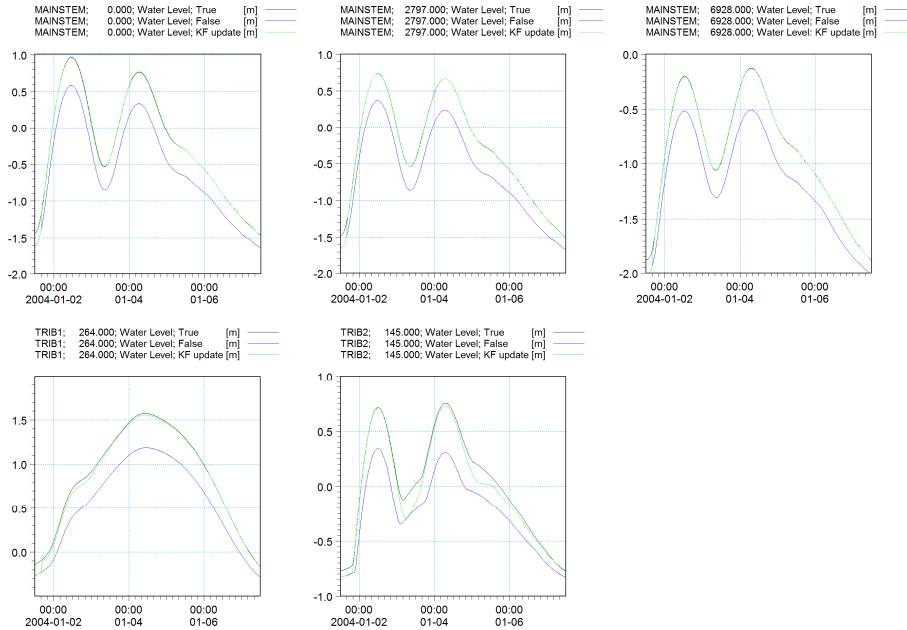 MAINSTEM; 0.000; Water Level; True [m]
MAINSTEM; 0.000; Water Level; False [m]
MAINSTEM; 0.000; Water Level; KF update [m]
1.0
0.5
0.0
-0.5
-1.0
-1.5
-2.0
00:00 00:00 00:00
2004-01-02 01-04 01-06
MAINSTEM; 2797.000; Water Level; True [m]
MAINSTEM; 2797.000; Water Level; False [m]
MAINSTEM; 2797.000; Water Level; KF update [m]
1.0
0.5
0.0
-0.5
-1.0
-1.5
-2.0
00:00 00:00 00:00
2004-01-02 01-04 01-06
MAINSTEM; 6928.000; Water Level; True [m]
MAINSTEM; 6928.000; Water Level; False [m]
MAINSTEM; 6928.000; Water Level; KF update [m]
0.0
-0.5
-1.0
-1.5
-2.0
00:00 00:00 00:00
2004-01-02 01-04 01-06
TRIB1; 264.000; Water Level; True [m]
TRIB1; 264.000; Water Level; False [m]
TRIB1; 264.000; Water Level; KF update [m]
1.5
1.0
0.5
0.0
00:00 00:00 00:00
2004-01-02 01-04 01-06
TRIB2; 145.000; Water Level; True [m]
TRIB2; 145.000; Water Level; False [m]
TRIB2; 145.000; Water Level; KF update [m]
1.0
0.5
0.0
-0.5
-1.0
00:00 00:00 00:00
2004-01-02 01-04 01-06